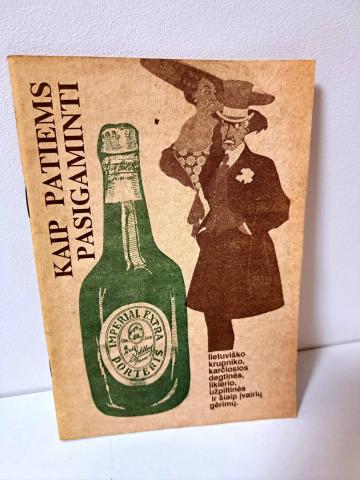 KAIP PATIEMS
PASIGAMINTI
IMPERIAL EXTRA
PORTERIS
lietuviško
krupniko,
karčiosios
degtinės,
likerio,
užpiltinės
ir šiaip įvairių
gėrimų.